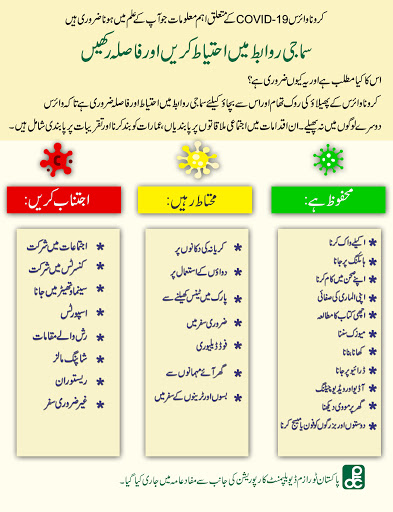 کرونا وائرس COVID-19 کے متعلق اہم معلومات جو آپ کے علم میں ہونا ضروری ہیں
سماجی روابط میں احتیاط کریں اور فاصلہ رکھیں
اس کا کیا مطلب ہے اور یہ کیوں ضروری ہے؟
کرونا وائرس کے پھیلاؤ کی روک تھام اور اس سے بچاؤ کیلئے سماجی روابط میں احتیاط اور فاصلہ ضروری ہے تاکہ وائرس
دوسرے لوگوں میں نہ پھیلے۔ ان اقدامات میں اجتماعی ملاقاتوں پر پابندیاں، عمارات کو بند کرنا اور تقریبات پر پابندی شامل ہیں۔
محفوظ ہے:
* اکیلے واک کرنا
* ہائکنگ پر جانا
* اپنے صحن میں کام کرنا
* اپنی الماری کی صفائی
* اچھی کتاب کا مطالعہ
* میوزک سننا
* کھانا بنانا
* ڈرائیو پر جانا
* آڈیو اور ویڈیو چیٹنگ
* گھر پر مووی دیکھنا
* دوستوں اور بزرگوں کو فون یا میسج کرنا
محتاط رہیں:
* کریانہ کی دکانوں پر
* دواؤں کے استعمال پر
* پارک میں ٹینس کھیلنے سے
* ضروری سفر میں
* فوڈ ڈیلیوری
* گھر آئے مہمانوں سے
* بسوں اور ٹرینوں کے سفر میں
اجتناب کریں:
* اجتماعات میں شرکت
* کنسرٹس میں شرکت
* سینما و تھیٹر میں جانا
* اسپورٹس
* رش والے مقامات
* شاپنگ مالز
* ریسٹوران
* غیر ضروری سفر
پاکستان ٹورازم ڈیولپمنٹ کارپوریشن کی جانب سے مفاد عامہ میں جاری کیا گیا۔